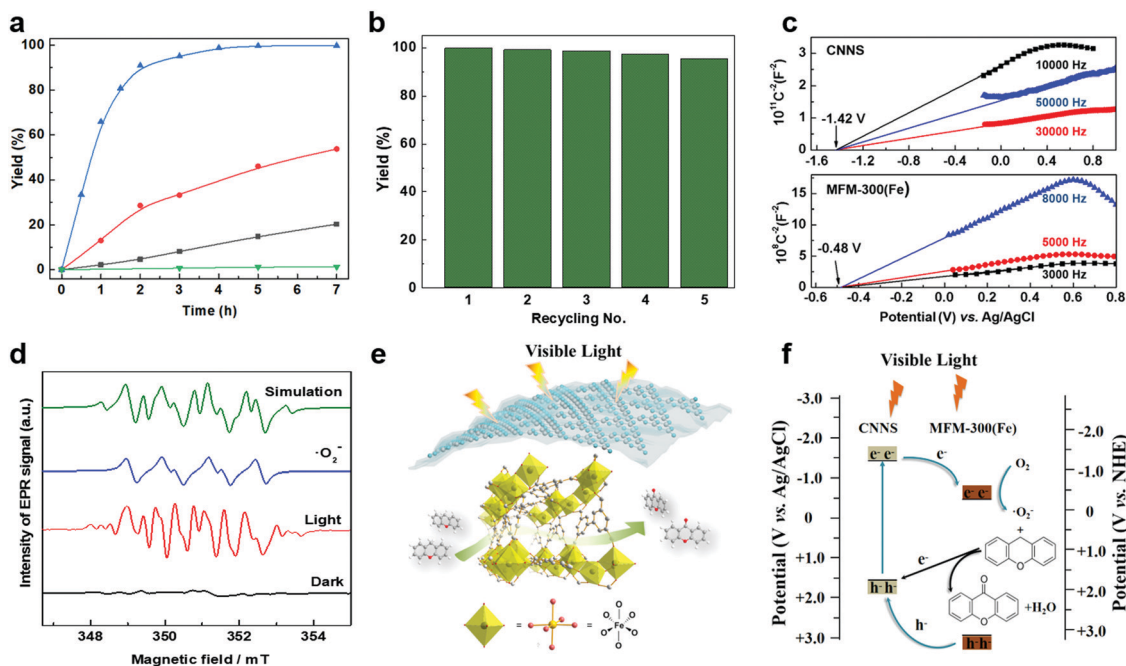 a
Yield (%)
100
80
60
40
20
0
0 1 2 3 4 5 6 7
Time (h)
b
Yield (%)
100
80
60
40
20
0
1 2 3 4 5
Recycling No.
c
CNNS
10^11C^-2(F^-2)
4
3
2
1
0
10000 Hz
50000 Hz
30000 Hz
-1.42 V
-1.6 -1.2 -0.8 -0.4 0.0 0.4 0.8
MFM-300(Fe)
10^8C^-2(F^-2)
15
10
5
0
8000 Hz
5000 Hz
3000 Hz
-0.48 V
-0.6 -0.4 -0.2 0.0 0.2 0.4 0.6 0.8
Potential (V) vs. Ag/AgCl
d
Intensity of EPR signal (a.u.)
Simulation
·O2^-
Light
Dark
348 350 352 354
Magnetic field / mT
e
Visible Light
= =
O
O O
Fe
O O
O
f
Visible Light
CNNS MFM-300(Fe)
Potential (V vs. Ag/AgCl)
-3.0
-2.0
-1.0
0
+1.0
+2.0
+3.0
Potential (V vs. NHE)
-2.0
-1.0
0
+1.0
+2.0
+3.0
e- e-
e-
e- e-
O2
·O2^-
+
O
e-
h- h-
O
O
+H2O
h-
h- h-